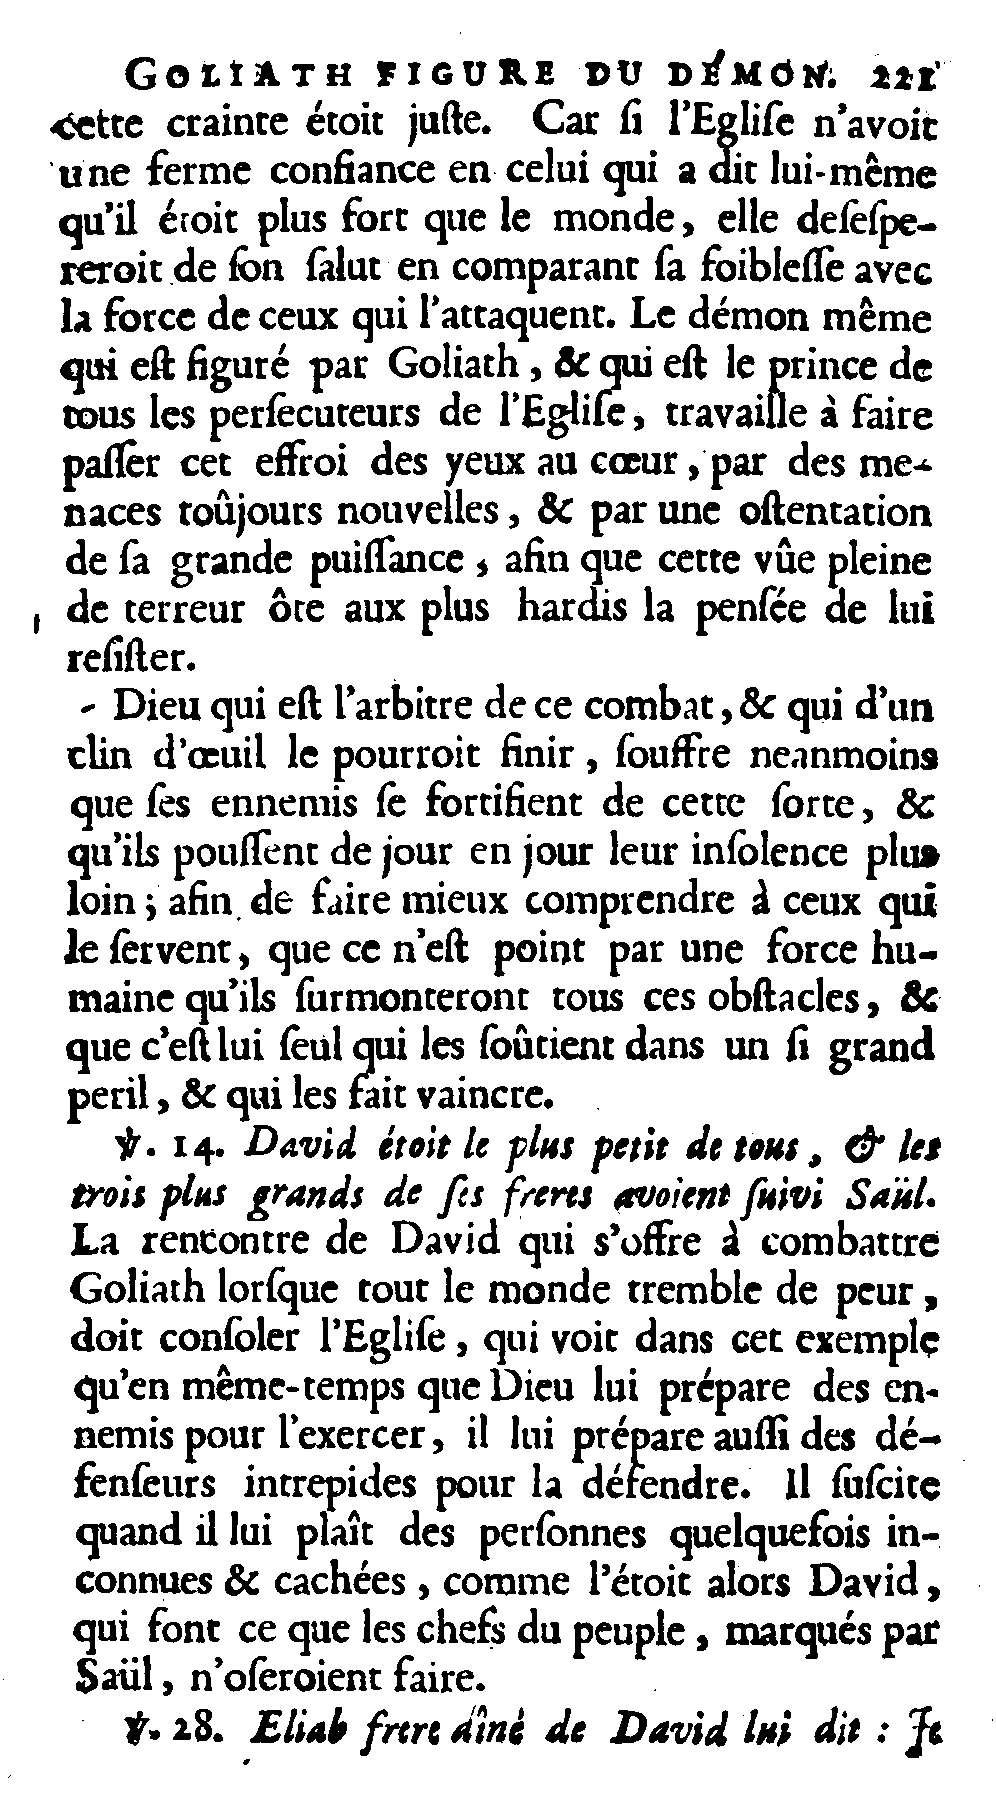 GOLIATH FIGURE DU DÉMON. 221
cette crainte étoit juſte. Car ſi l'Egliſe n'avoit
une ferme confiance en celui qui a dit lui-même
qu'il étoit plus fort que le monde, elle deſeſpe-
reroit de ſon ſalut en comparant ſa foibleſſe avec
la force de ceux qui l'attaquent. Le démon même
qui eſt figuré par Goliath, & qui eſt le prince de
tous les perſecuteurs de l'Egliſe, travaille à faire
paſſer cet effroi des yeux au cœur, par des me-
naces toûjours nouvelles, & par une oſtentation
de ſa grande puiſſance, afin que cette vûe pleine
de terreur ôte aux plus hardis la penſée de lui
reſiſter.
- Dieu qui eſt l'arbitre de ce combat, & qui d'un
clin d'œuil le pourroit finir, ſouffre neanmoins
que ſes ennemis ſe fortifient de cette ſorte, &
qu'ils pouſſent de jour en jour leur inſolence plus
loin; afin de faire mieux comprendre à ceux qui
le ſervent, que ce n'eſt point par une force hu-
maine qu'ils ſurmonteront tous ces obſtacles, &
que c'eſt lui ſeul qui les ſoûtient dans un ſi grand
peril, & qui les fait vaincre.
℣. 14. David étoit le plus petit de tous, & les
trois plus grands de ſes freres avoient ſuivi Saül.
La rencontre de David qui s'offre à combattre
Goliath lorſque tout le monde tremble de peur,
doit conſoler l'Egliſe, qui voit dans cet exemple
qu'en même-temps que Dieu lui prépare des en-
nemis pour l'exercer, il lui prépare auſſi des dé-
fenſeurs intrepides pour la défendre. Il ſuſcite
quand il lui plaît des perſonnes quelquefois in-
connues & cachées, comme l'étoit alors David,
qui font ce que les chefs du peuple, marqués par
Saül, n'oſeroient faire.
℣. 28. Eliab frere aîné de David lui dit : Je